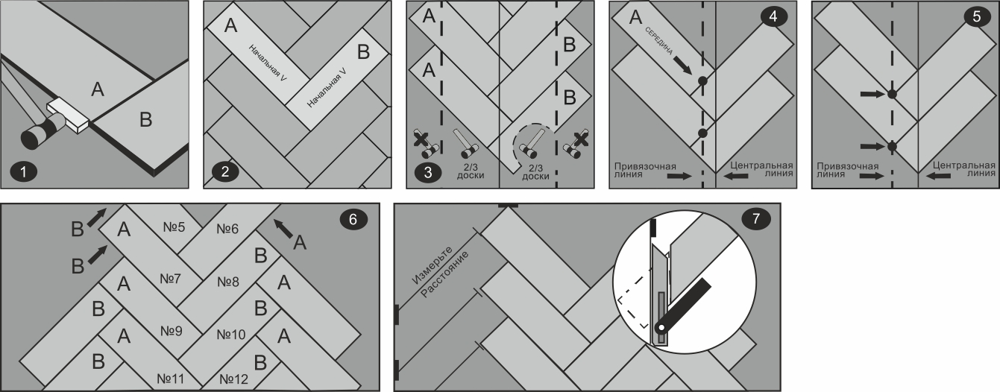 A
B
1
A
Начальная V
B
Начальная V
2
A
B
A
B
2/3
доски
2/3
доски
3
A
СЕРЕДИНА
4
Привязочная
линия
Центральная
линия
5
Привязочная
линия
Центральная
линия
B
A
№5
№6
6
A
B
B
№7
№8
A
A
B
B
№9
№10
A
A
B
B
№11
№12
7
Измерьте
Расстояние